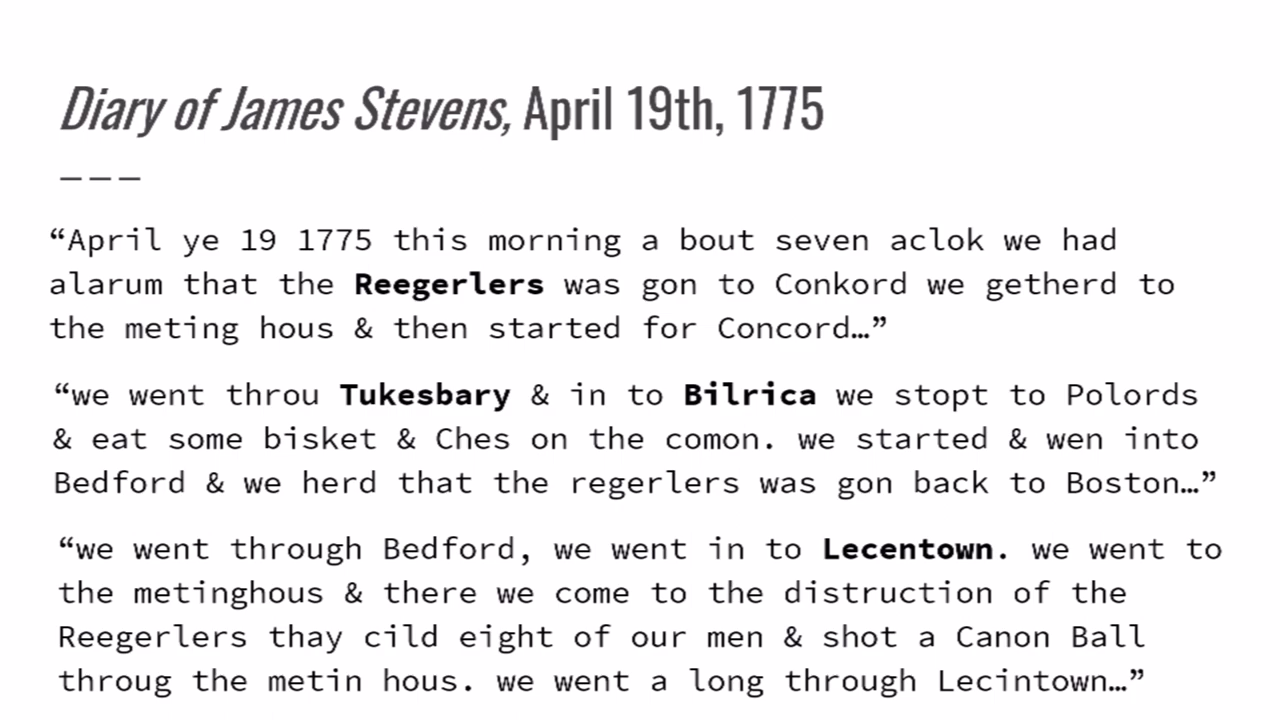 Diary of James Stevens, April 19th, 1775
“April ye 19 1775 this morning a bout seven aclok we had
alarum that the Reegerlers was gon to Conkord we getherd to
the meting hous & then started for Concord…”
“we went throu Tukesbary & in to Bilrica we stopt to Polords
& eat some bisket & Ches on the comon. we started & wen into
Bedford & we herd that the regerlers was gon back to Boston…”
“we went through Bedford, we went in to Lecentown. we went to
the metinghous & there we come to the distruction of the
Reegerlers thay cild eight of our men & shot a Canon Ball
throug the metin hous. we went a long through Lecintown…”